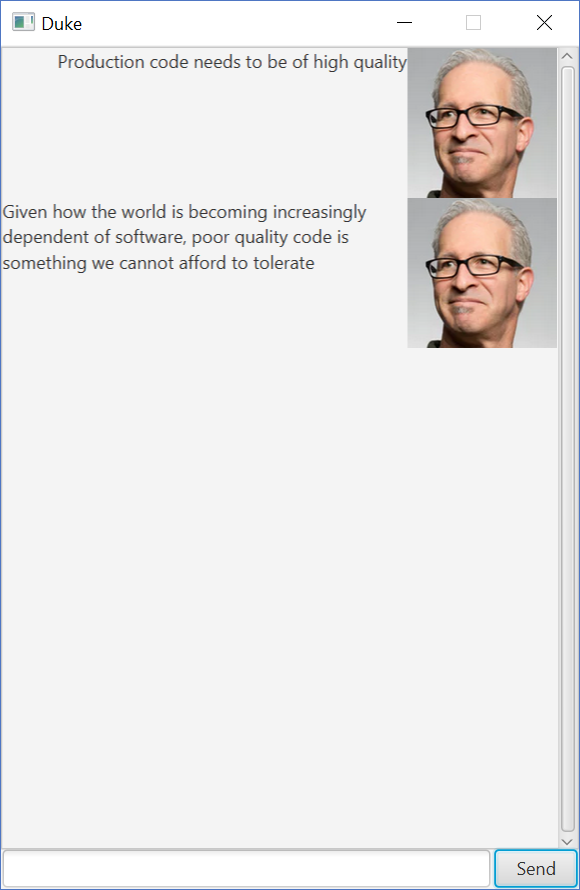 Duke
Production code needs to be of high quality
Given how the world is becoming increasingly
dependent of software, poor quality code is
something we cannot afford to tolerate
Send